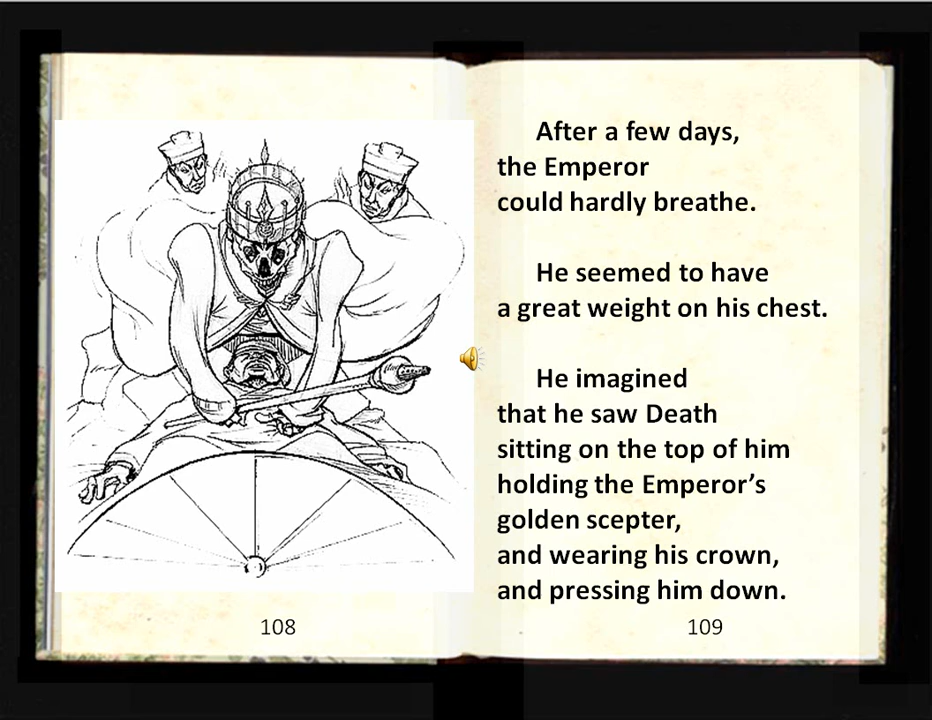 After a few days,
the Emperor
could hardly breathe.
He seemed to have
a great weight on his chest.
He imagined
that he saw Death
sitting on the top of him
holding the Emperor’s
golden scepter,
and wearing his crown,
and pressing him down.
108
109